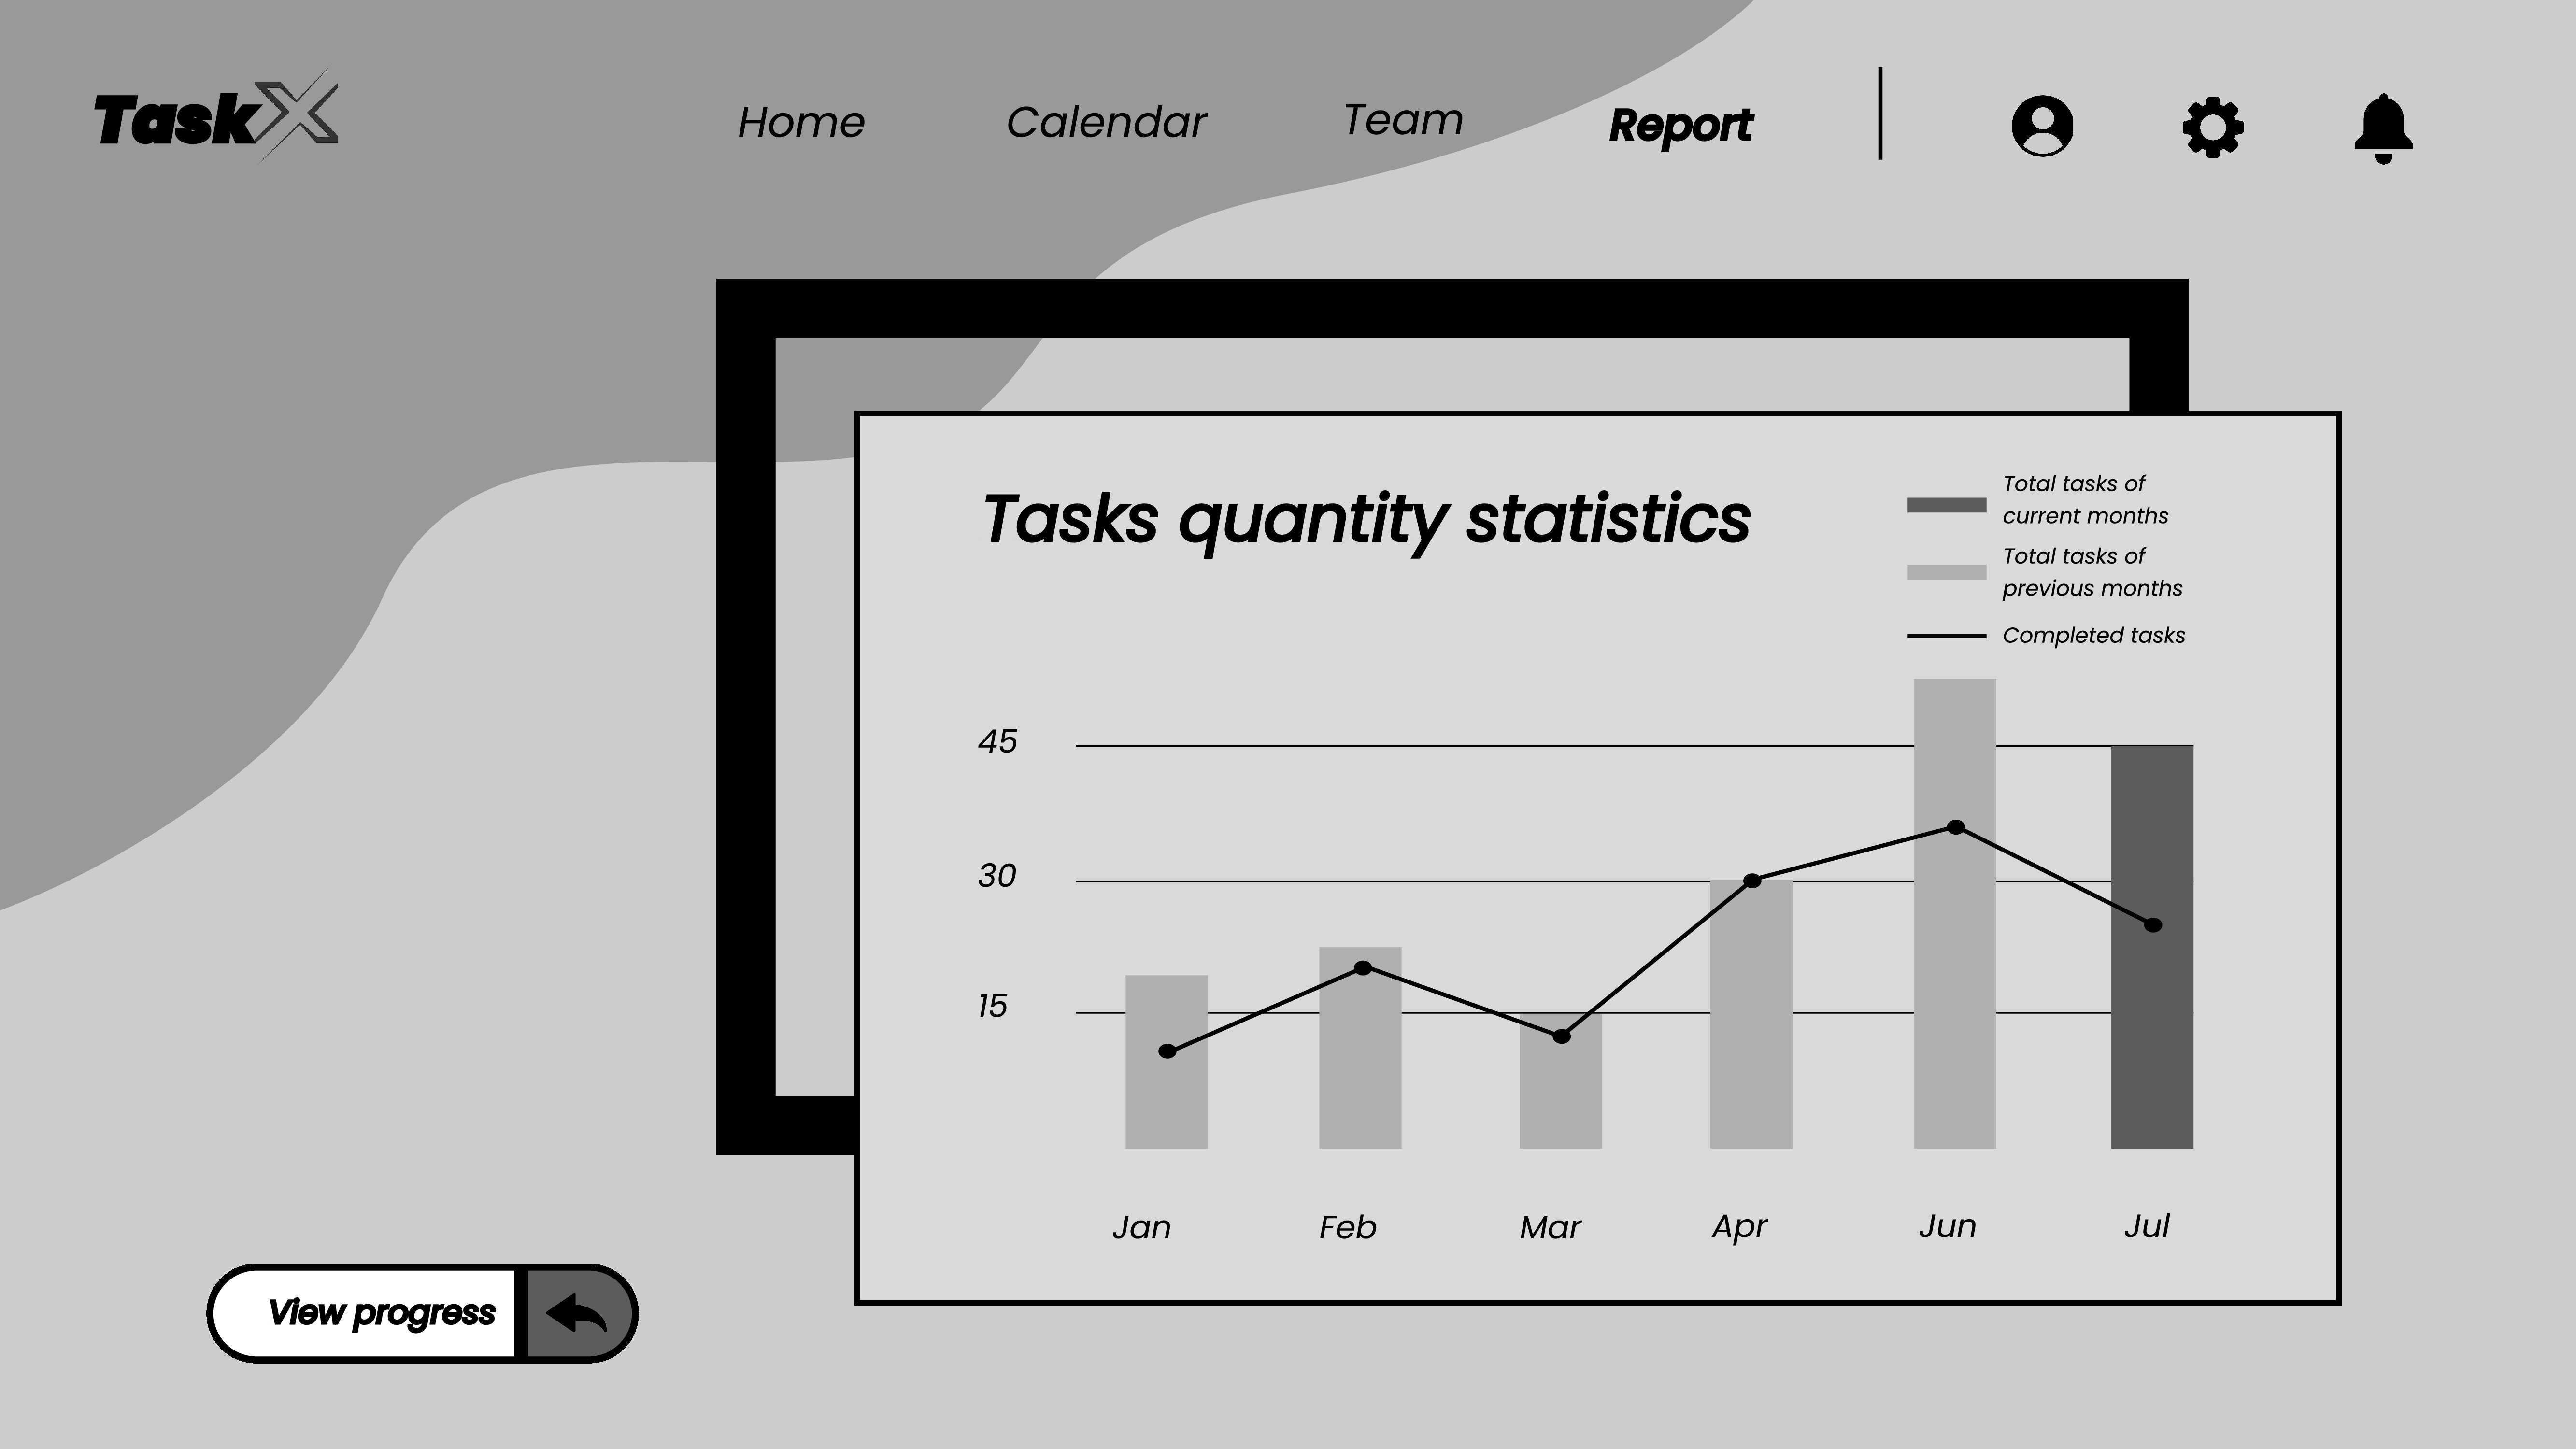 TaskX
Home
Calendar
Team
Report
Tasks quantity statistics
Total tasks of
current months
Total tasks of
previous months
Completed tasks
45
30
15
Jan
Feb
Mar
Apr
Jun
Jul
View progress